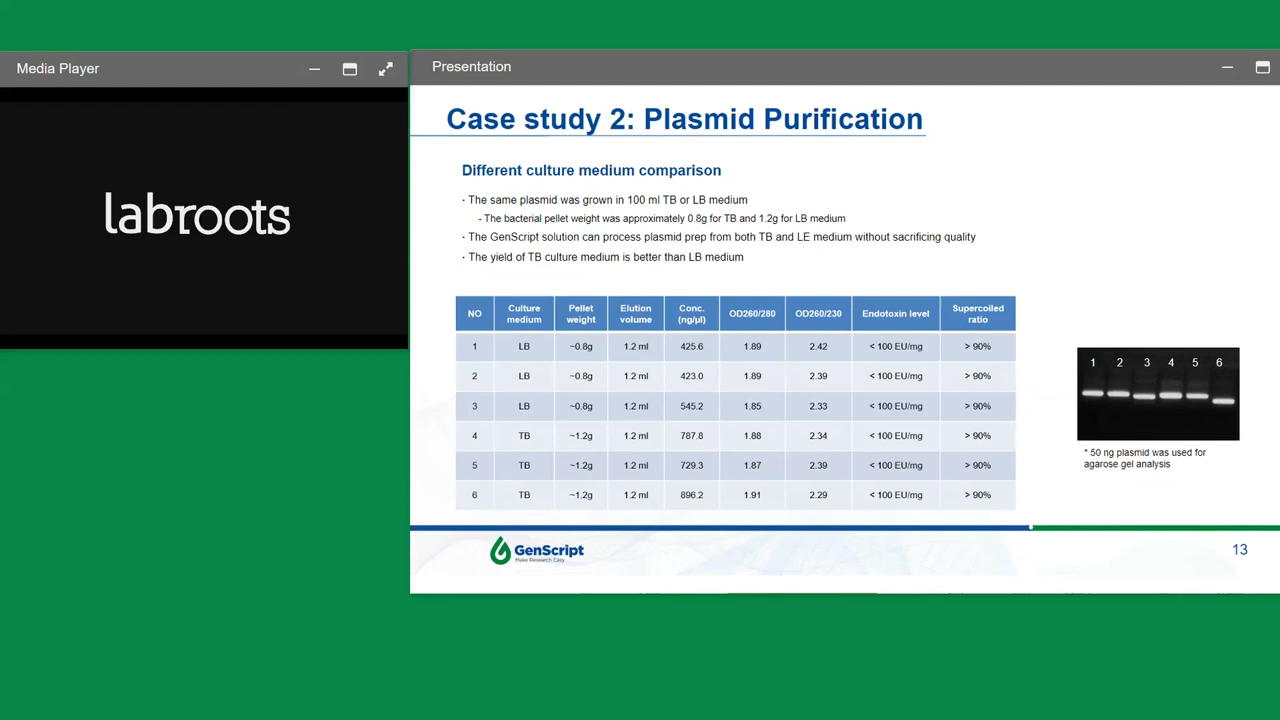 Media Player
labroots
Presentation
Case study 2: Plasmid Purification
Different culture medium comparison
- The same plasmid was grown in 100 ml TB or LB medium
- The bacterial pellet weight was approximately 0.8g for TB and 1.2g for LB medium
- The GenScript solution can process plasmid prep from both TB and LE medium without sacrificing quality
- The yield of TB culture medium is better than LB medium
NO Culture medium Pellet weight Elution volume Conc. (ng/µl) OD260/280 OD260/230 Endotoxin level Supercoiled ratio
1 LB ~0.8g 1.2 ml 425.6 1.89 2.42 < 100 EU/mg > 90%
2 LB ~0.8g 1.2 ml 423.0 1.89 2.39 < 100 EU/mg > 90%
3 LB ~0.8g 1.2 ml 545.2 1.85 2.33 < 100 EU/mg > 90%
4 TB ~1.2g 1.2 ml 787.8 1.88 2.34 < 100 EU/mg > 90%
5 TB ~1.2g 1.2 ml 729.3 1.87 2.39 < 100 EU/mg > 90%
6 TB ~1.2g 1.2 ml 896.2 1.91 2.29 < 100 EU/mg > 90%
1 2 3 4 5 6
* 50 ng plasmid was used for
agarose gel analysis
GenScript
Make Research Easy
13